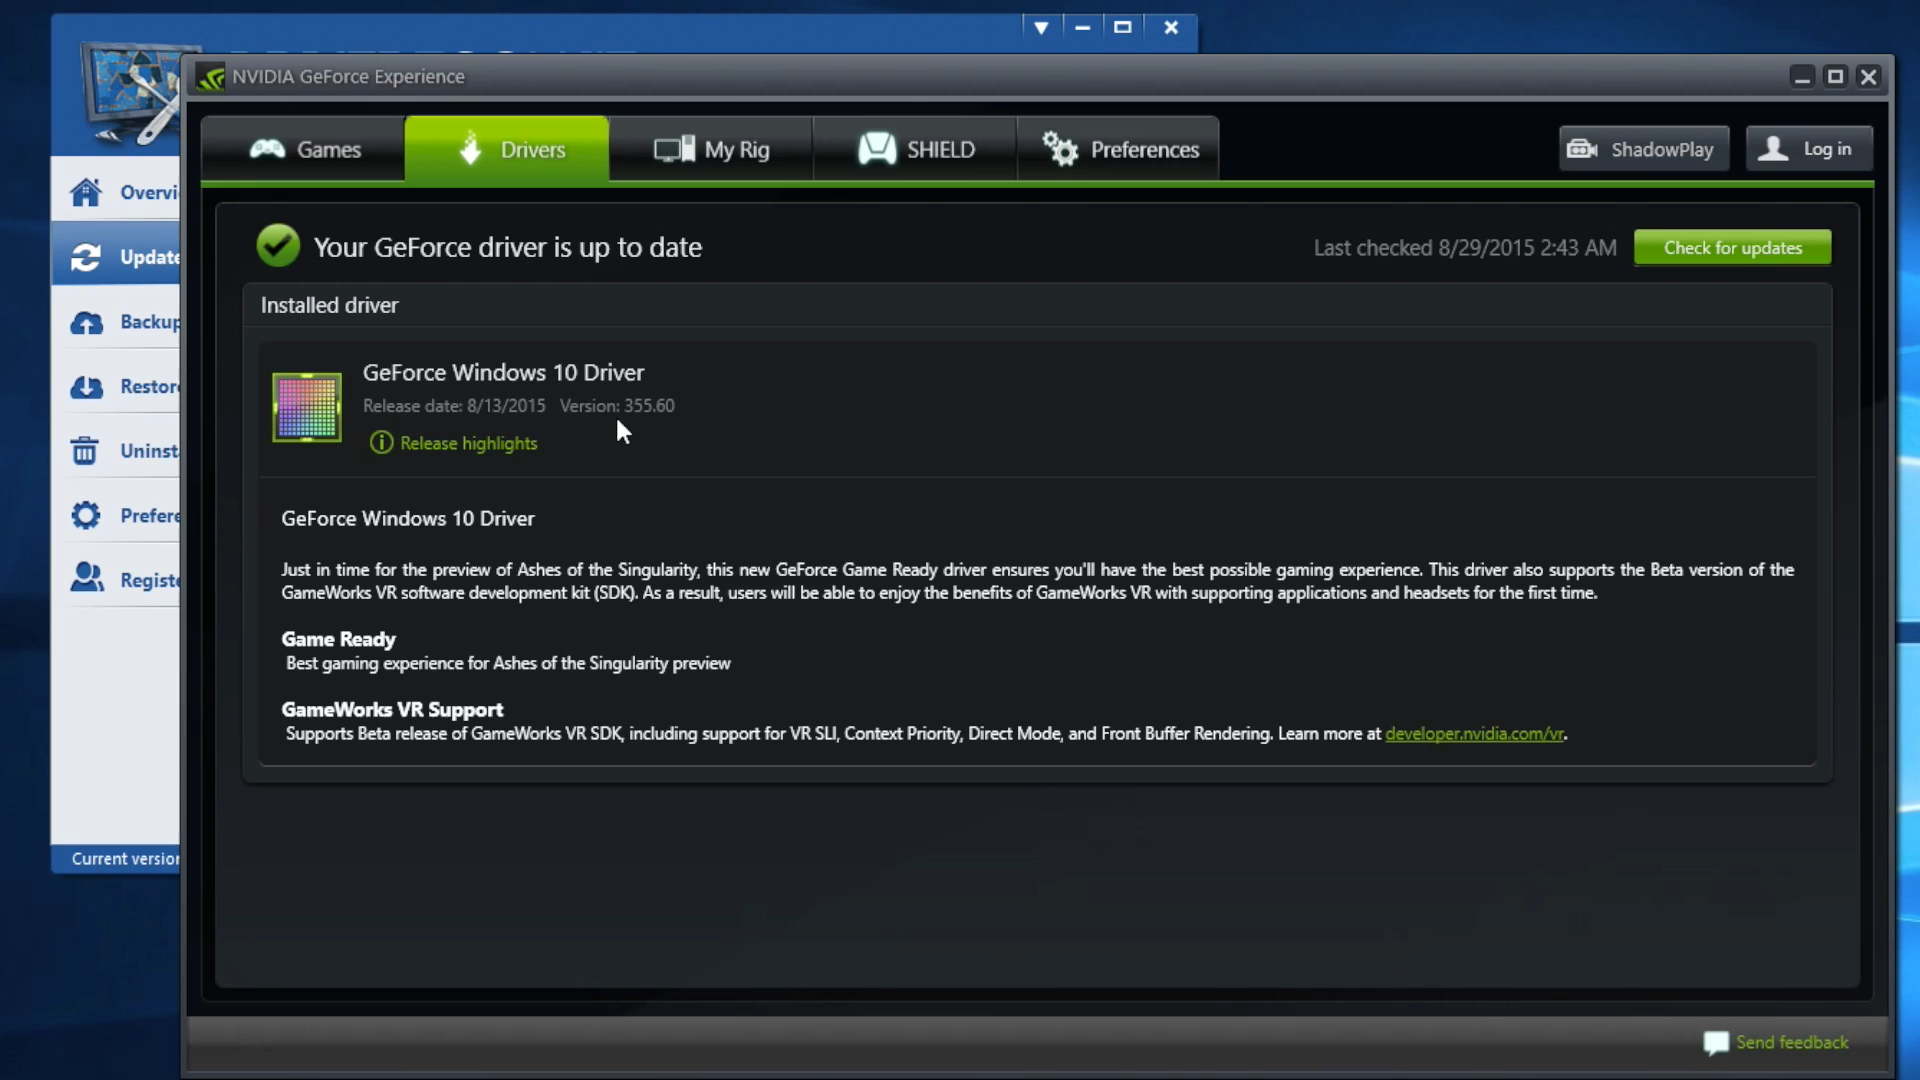 NVIDIA GeForce Experience
Games
Drivers
My Rig
SHIELD
Preferences
ShadowPlay
Log in
Your GeForce driver is up to date
Last checked 8/29/2015 2:43 AM
Check for updates
Installed driver
GeForce Windows 10 Driver
Release date: 8/13/2015 Version: 355.60
Release highlights
GeForce Windows 10 Driver
Just in time for the preview of Ashes of the Singularity, this new GeForce Game Ready driver ensures you'll have the best possible gaming experience. This driver also supports the Beta version of the
GameWorks VR software development kit (SDK). As a result, users will be able to enjoy the benefits of GameWorks VR with supporting applications and headsets for the first time.
Game Ready
Best gaming experience for Ashes of the Singularity preview
GameWorks VR Support
Supports Beta release of GameWorks VR SDK, including support for VR SLI, Context Priority, Direct Mode, and Front Buffer Rendering. Learn more at developer.nvidia.com/vr.
Send feedback
Overvi
Update
Backup
Restor
Uninst
Prefere
Registe
Current version